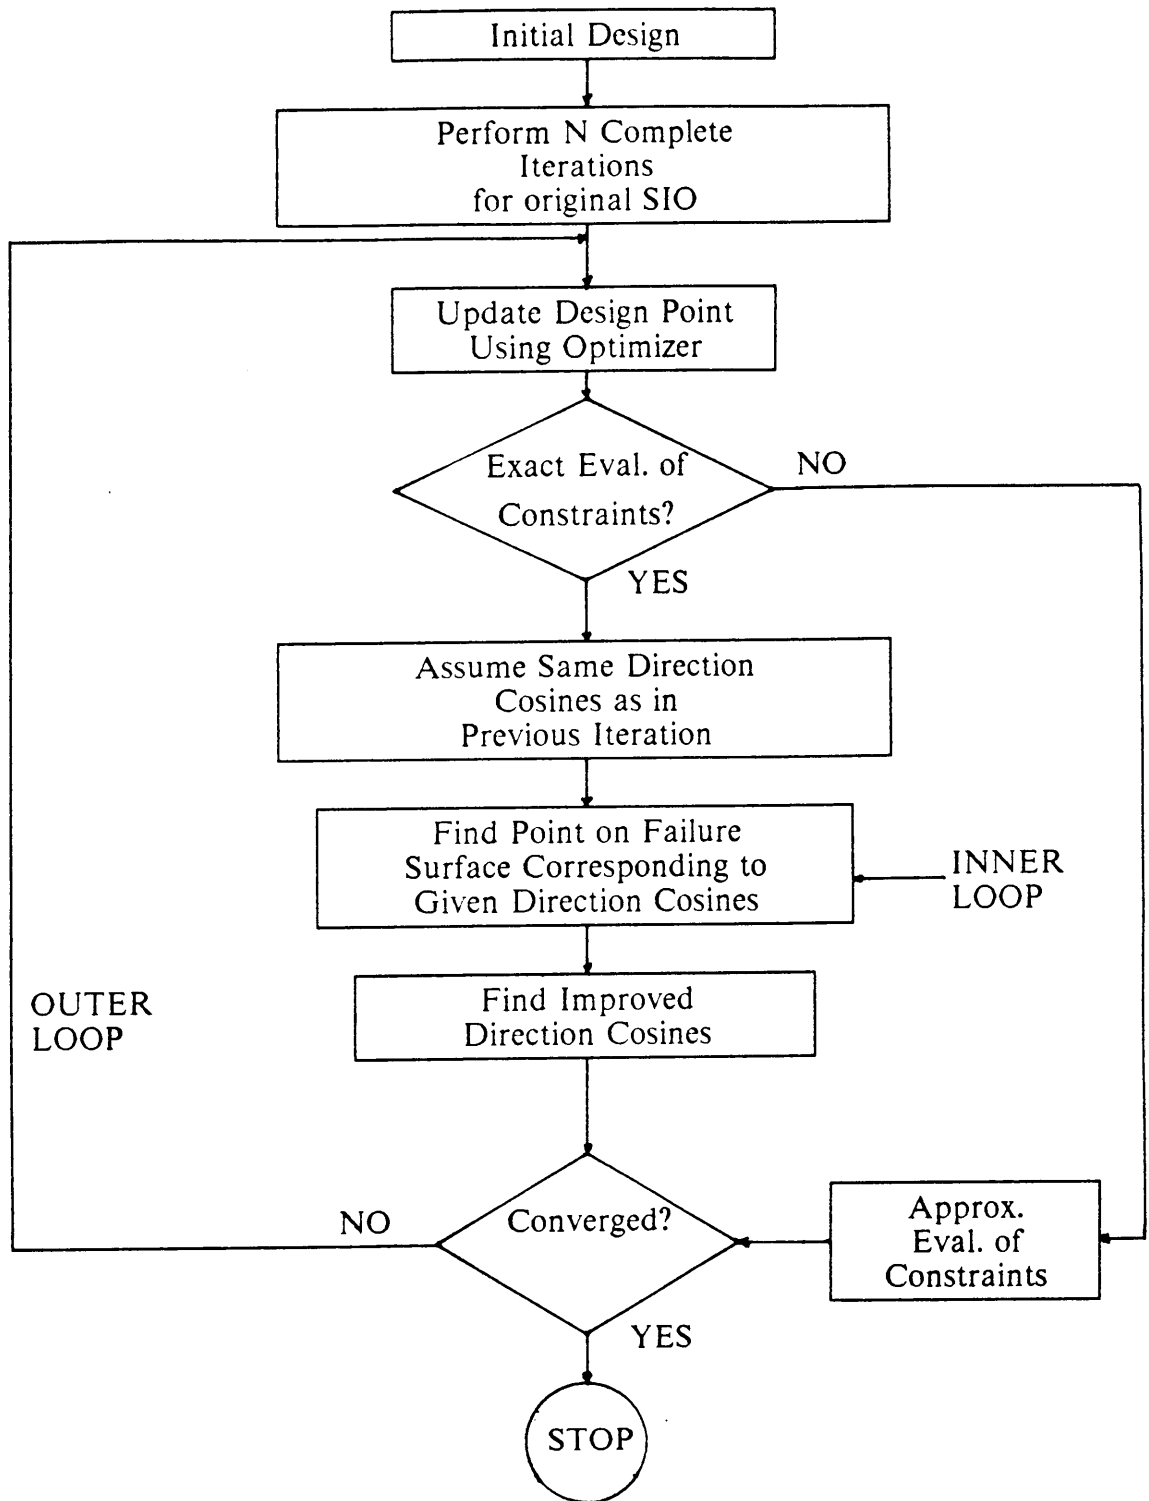 Initial Design
Perform N Complete
Iterations
for original SIO
Update Design Point
Using Optimizer
Exact Eval. of
Constraints?
NO
YES
Assume Same Direction
Cosines as in
Previous Iteration
Find Point on Failure
Surface Corresponding to
Given Direction Cosines
INNER
LOOP
Find Improved
Direction Cosines
OUTER
LOOP
Converged?
NO
Approx.
Eval. of
Constraints
YES
STOP